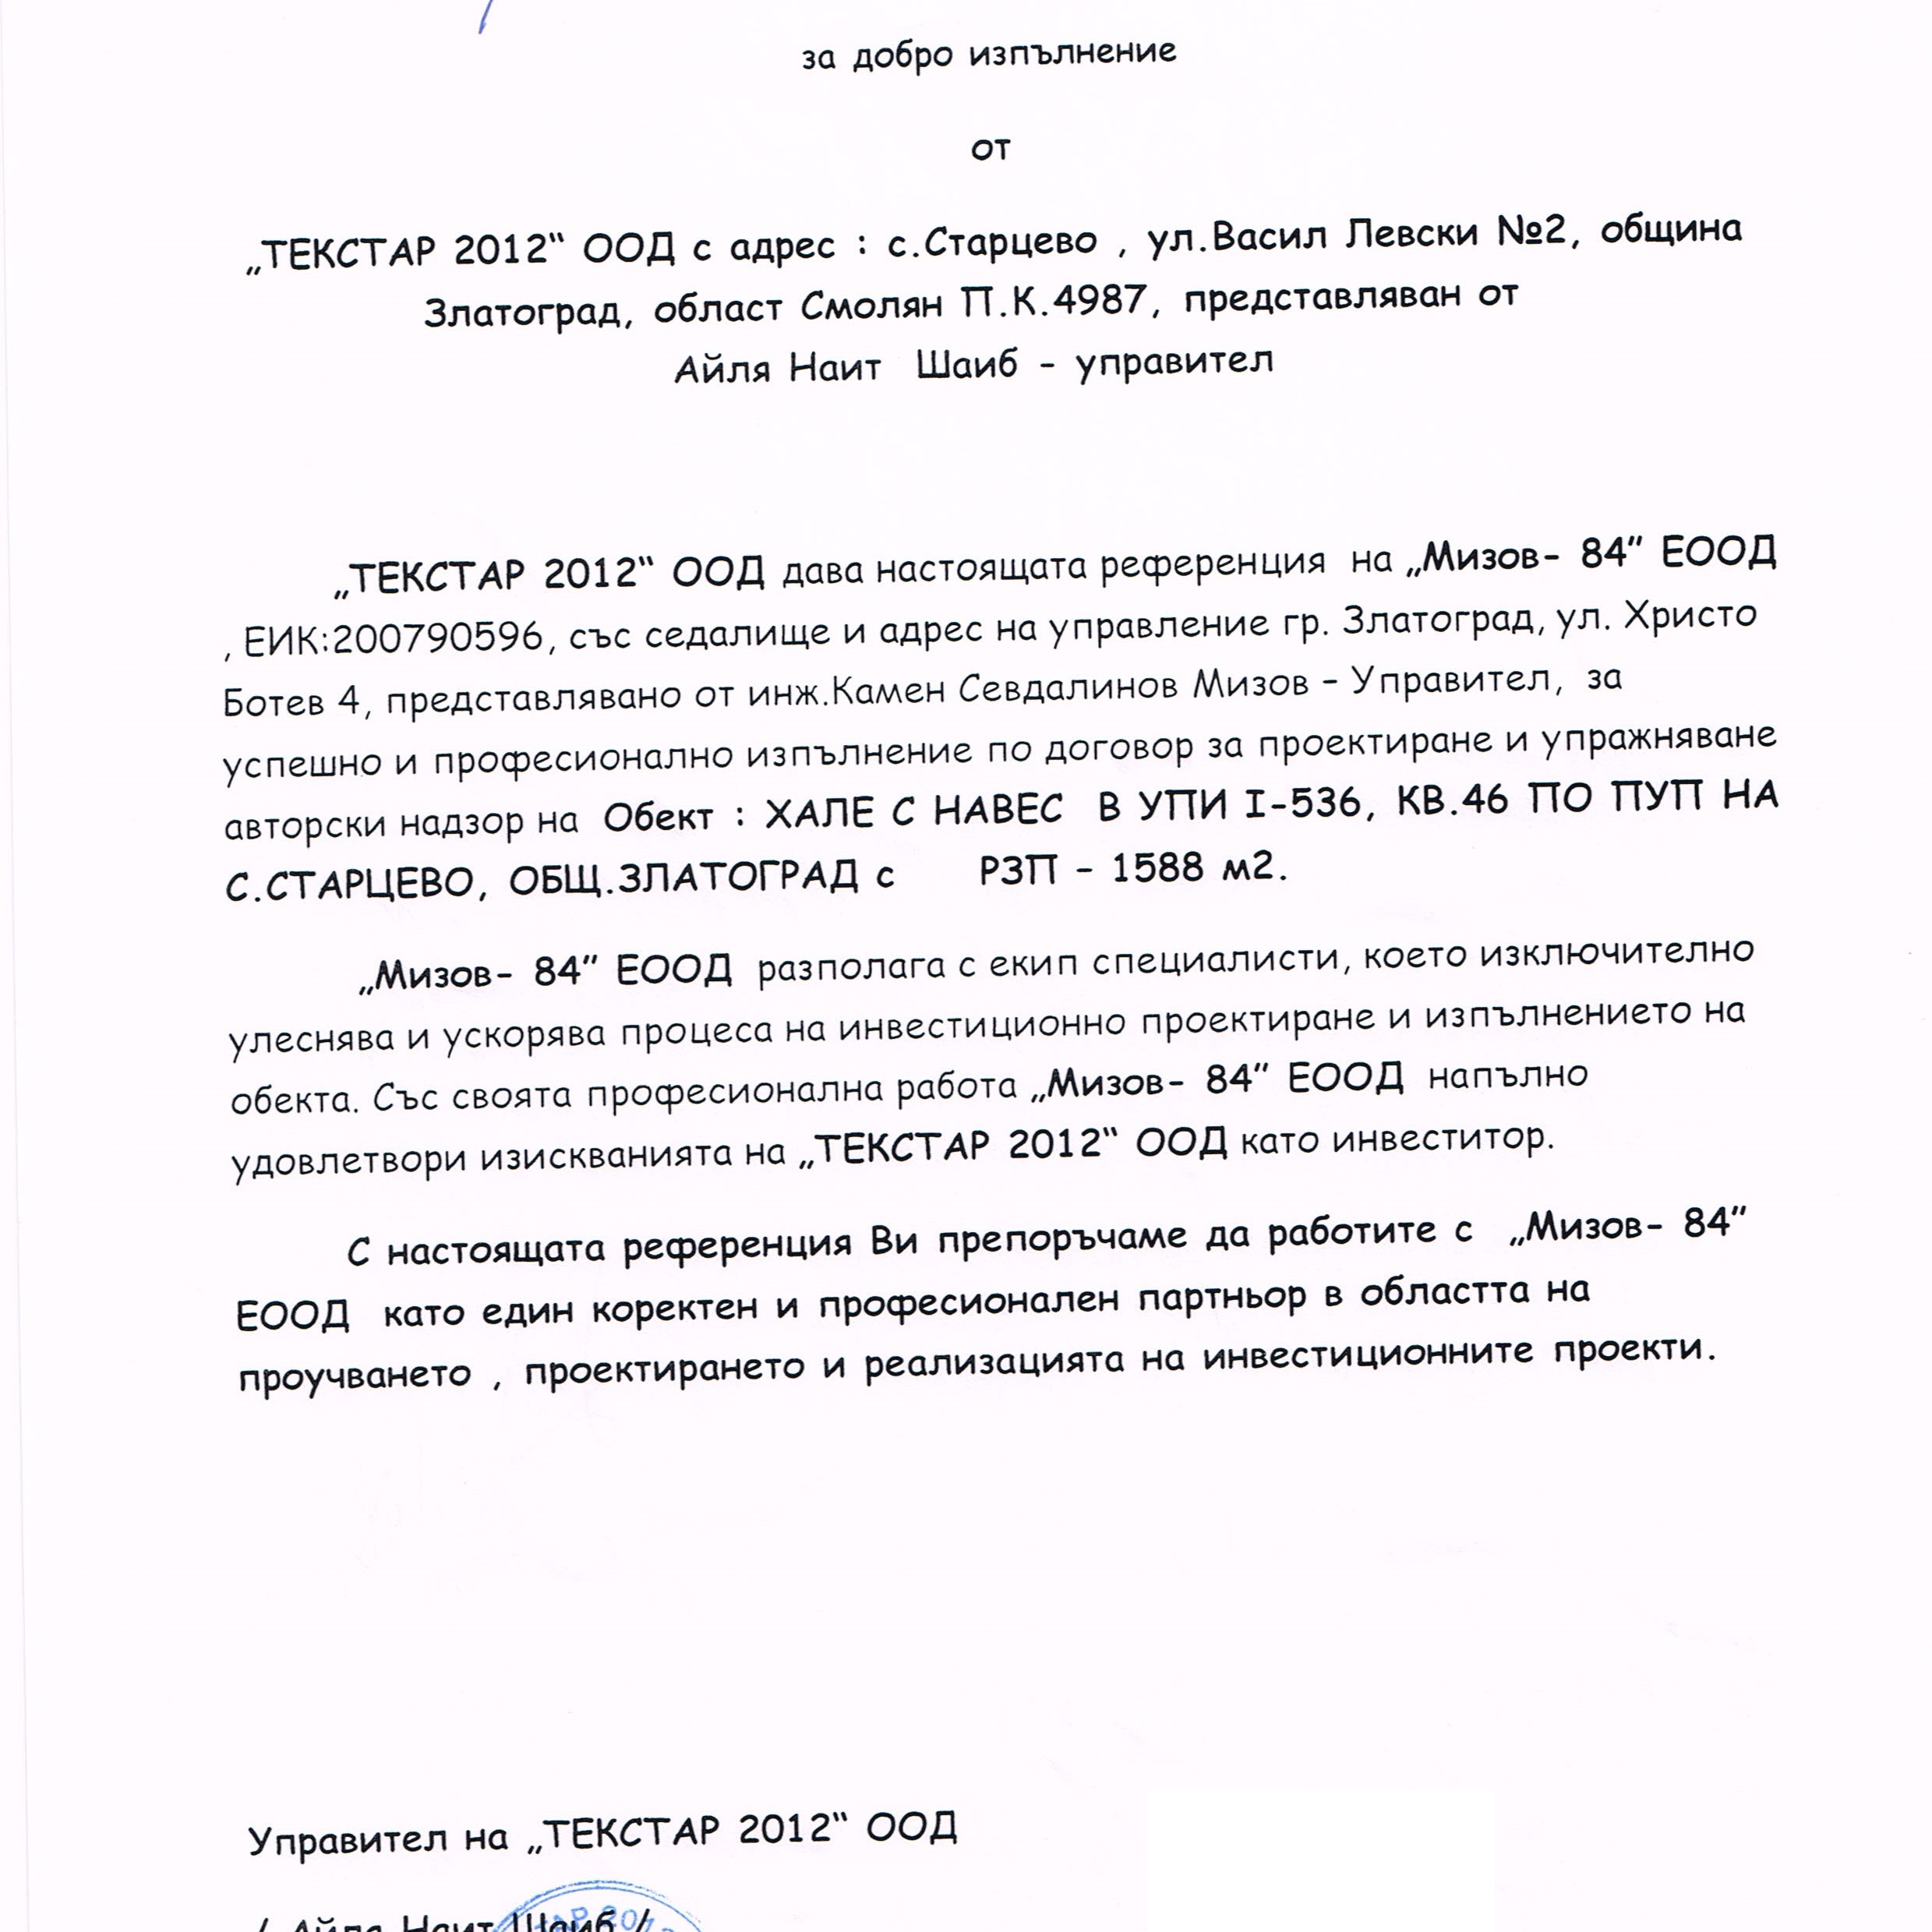 за добро изпълнение
от
„ТЕКСТАР 2012“ ООД с адрес : с.Старцево , ул.Васил Левски №2, община
Златоград, област Смолян П.К.4987, представляван от
Айля Наит Шаиб - управител
„ТЕКСТАР 2012“ ООД дава настоящата референция на „Мизов- 84” ЕООД
, ЕИК:200790596, със седалище и адрес на управление гр. Златоград, ул. Христо
Ботев 4, представлявано от инж.Камен Севдалинов Мизов – Управител, за
успешно и професионално изпълнение по договор за проектиране и упражняване
авторски надзор на Обект : ХАЛЕ С НАВЕС В УПИ I-536, КВ.46 ПО ПУП НА
С.СТАРЦЕВО, ОБЩ.ЗЛАТОГРАД с РЗП - 1588 м2.
„Мизов- 84” ЕООД разполага с екип специалисти, което изключително
улеснява и ускорява процеса на инвестиционно проектиране и изпълнението на
обекта. Със своята професионална работа „Мизов- 84” ЕООД напълно
удовлетвори изискванията на „ТЕКСТАР 2012“ ООД като инвеститор.
С настоящата референция Ви препоръчаме да работите с „Мизов- 84”
ЕООД като един коректен и професионален партньор в областта на
проучването , проектирането и реализацията на инвестиционните проекти.
Управител на „ТЕКСТАР 2012“ ООД
/ Айля Наит Шаиб /